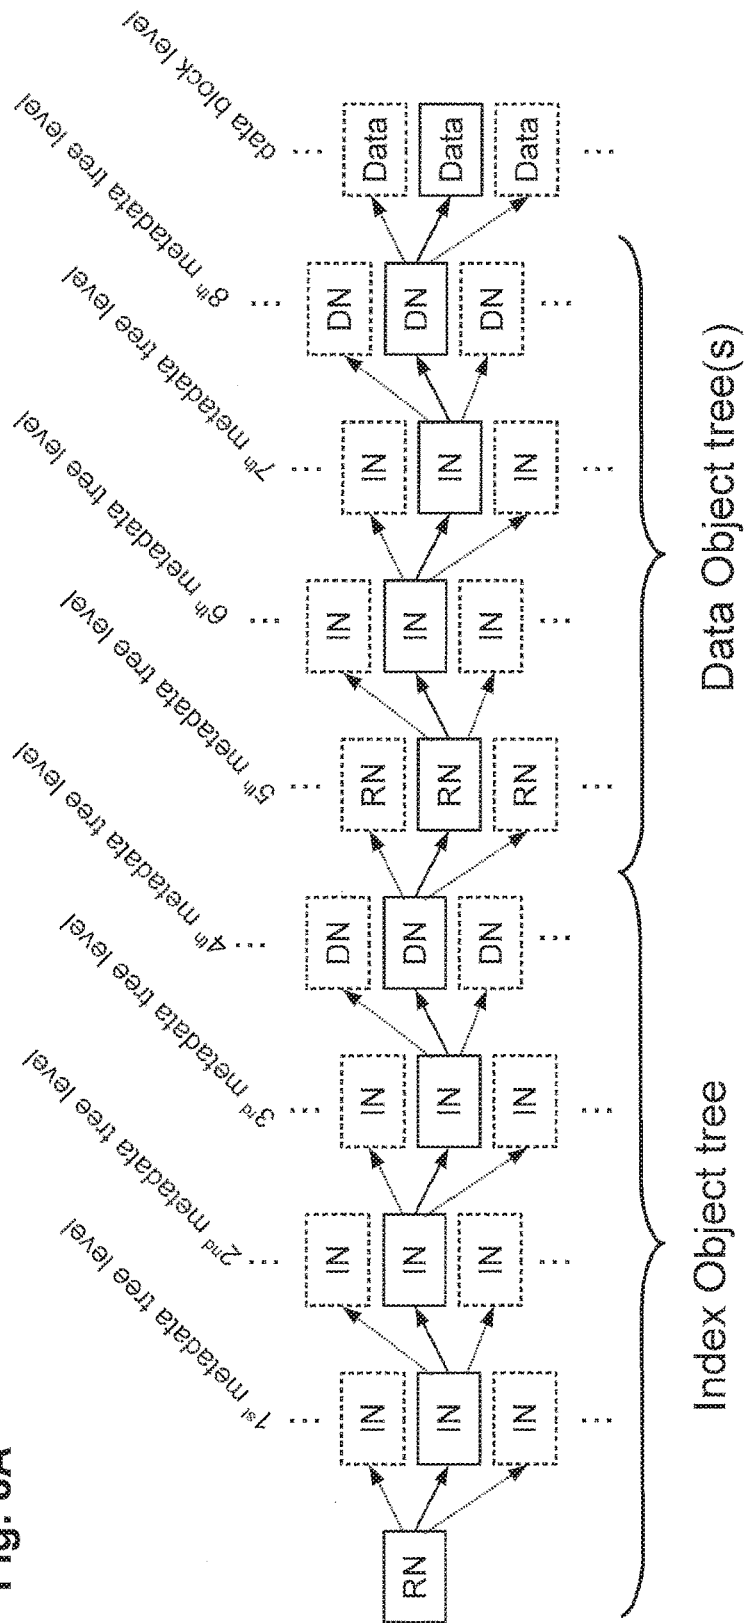 Fig.
1st metadata tree level
2nd metadata tree level
3rd metadata tree level
4th metadata tree level
5th metadata tree level
6th metadata tree level
7th metadata tree level
8th metadata tree level
data block level
IN IN IN DN RN IN IN DN Data
RN IN IN IN DN RN IN IN DN Data
IN IN IN DN RN IN IN DN Data
Index Object tree
Data Object tree(s)